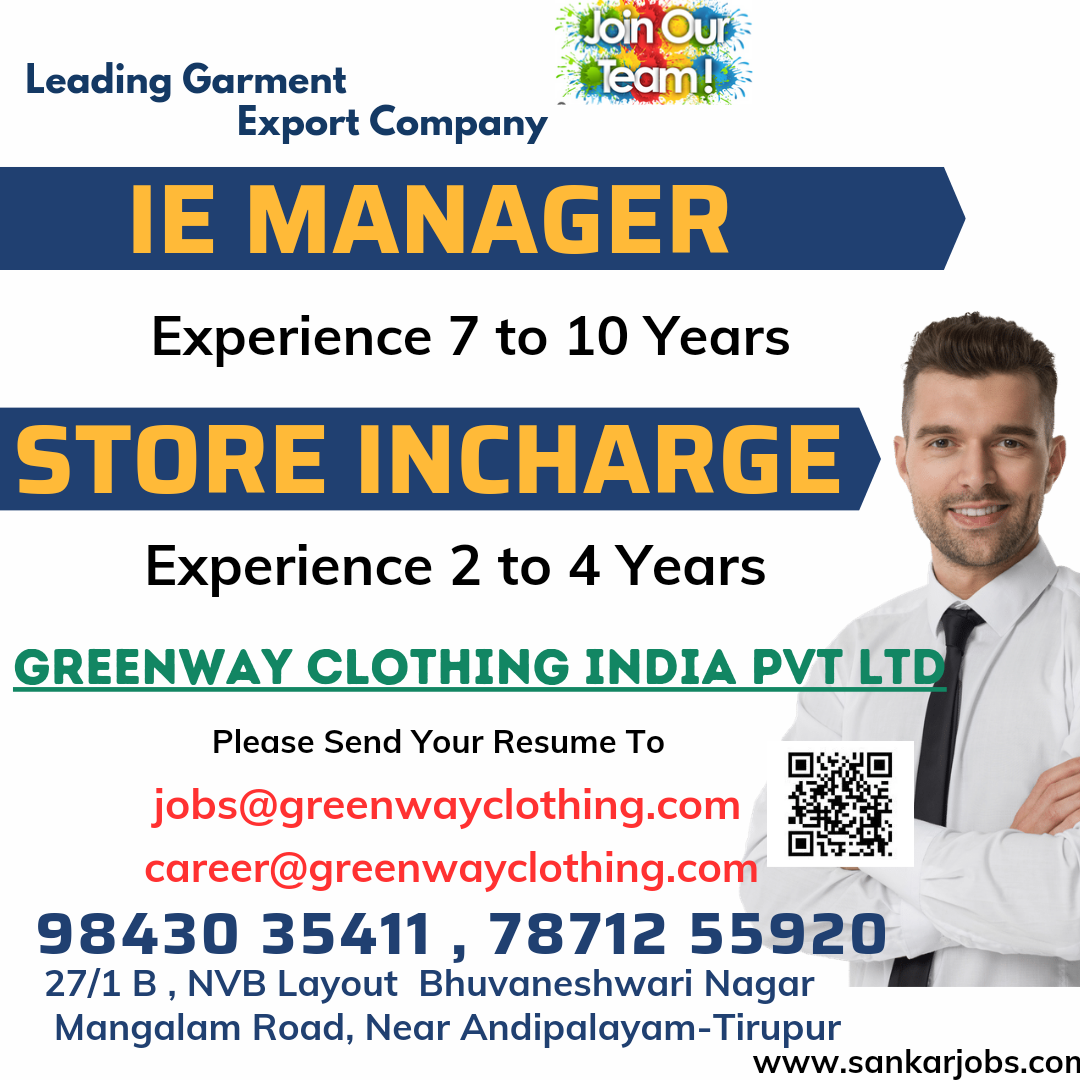 Join Our
Team !
Leading Garment
Export Company
IE MANAGER
Experience 7 to 10 Years
STORE INCHARGE
Experience 2 to 4 Years
GREENWAY CLOTHING INDIA PVT LTD
Please Send Your Resume To
jobs@greenwayclothing.com
career@greenwayclothing.com
98430 35411 , 78712 55920
27/1 B , NVB Layout Bhuvaneshwari Nagar
Mangalam Road, Near Andipalayam-Tirupur
www.sankarjobs.com